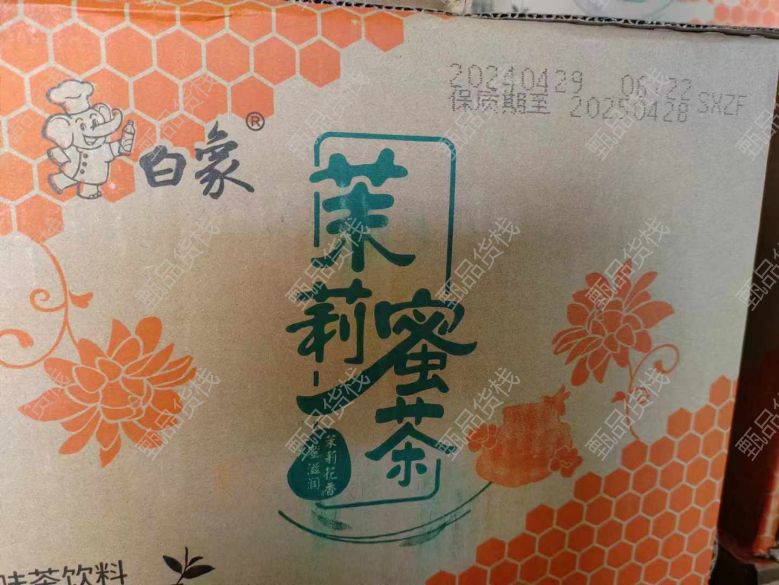 20240429 06:22
保质期至 20250428 SXZF
白象®
茉莉
蜜茶
茉莉花香
蜜滋润
味茶饮料
甄品货栈